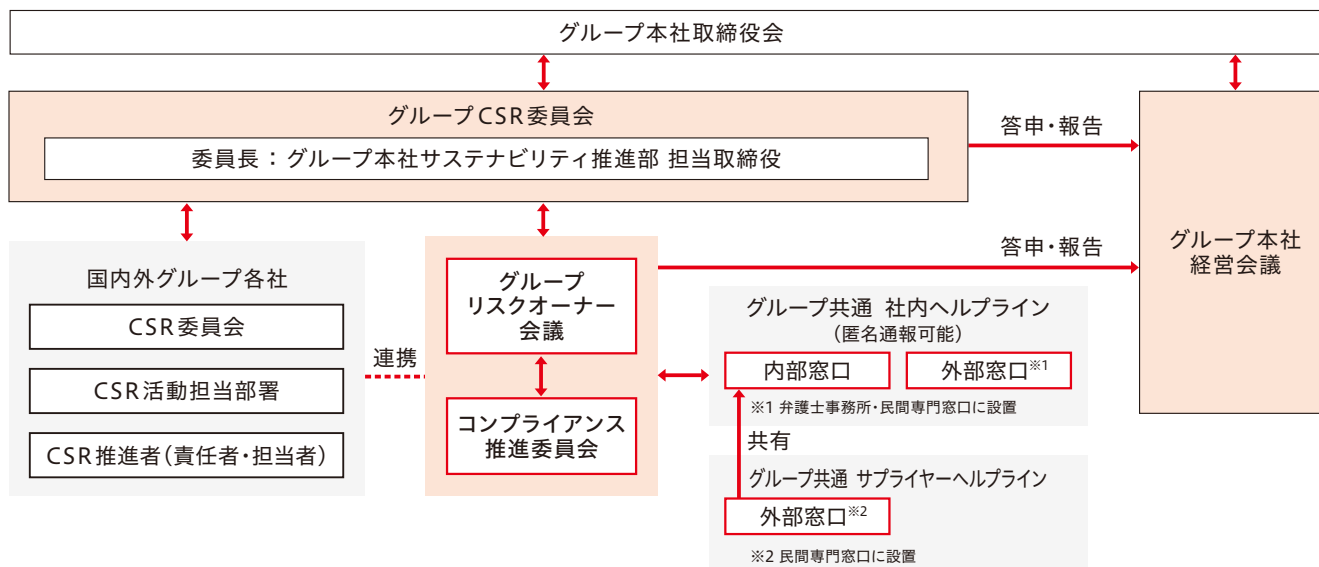 グループ本社取締役会
グループCSR委員会
委員長：グループ本社サステナビリティ推進部 担当取締役
答申・報告
国内外グループ各社
CSR委員会
CSR活動担当部署
CSR推進者(責任者・担当者)
連携
グループ
リスクオーナー
会議
コンプライアンス
推進委員会
答申・報告
グループ本社
経営会議
グループ共通 社内ヘルプライン
(匿名通報可能)
内部窓口
外部窓口※1
※1 弁護士事務所・民間専門窓口に設置
共有
グループ共通 サプライヤーヘルプライン
外部窓口※2
※2 民間専門窓口に設置